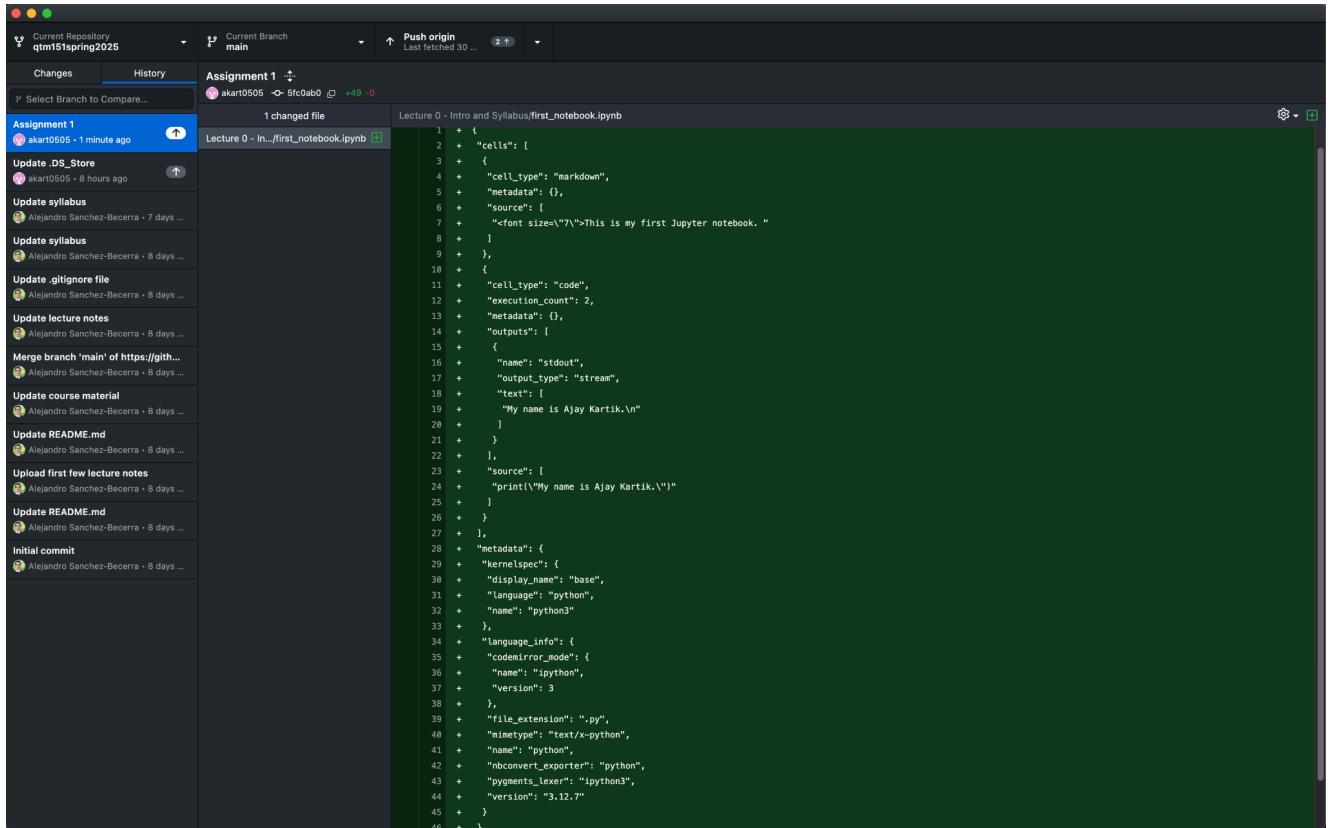 Current Repository
qtm151spring2025
Current Branch
main
Push origin
Last fetched 30 ...
2
Changes
History
Select Branch to Compare...
Assignment 1
akart0505 • 1 minute ago
Update .DS_Store
akart0505 • 8 hours ago
Update syllabus
Alejandro Sanchez-Becerra • 7 days ...
Update syllabus
Alejandro Sanchez-Becerra • 8 days ...
Update .gitignore file
Alejandro Sanchez-Becerra • 8 days ...
Update lecture notes
Alejandro Sanchez-Becerra • 8 days ...
Merge branch 'main' of https://gith...
Alejandro Sanchez-Becerra • 8 days ...
Update course material
Alejandro Sanchez-Becerra • 8 days ...
Update README.md
Alejandro Sanchez-Becerra • 8 days ...
Upload first few lecture notes
Alejandro Sanchez-Becerra • 8 days ...
Update README.md
Alejandro Sanchez-Becerra • 8 days ...
Initial commit
Alejandro Sanchez-Becerra • 8 days ...
Assignment 1
akart0505 5fc0ab0 +49 -0
1 changed file
Lecture 0 - In.../first_notebook.ipynb
Lecture 0 - Intro and Syllabus/first_notebook.ipynb
1 + {
2 + "cells": [
3 + {
4 + "cell_type": "markdown",
5 + "metadata": {},
6 + "source": [
7 + "<font size=\"7\">This is my first Jupyter notebook. "
8 + ]
9 + },
10 + {
11 + "cell_type": "code",
12 + "execution_count": 2,
13 + "metadata": {},
14 + "outputs": [
15 + {
16 + "name": "stdout",
17 + "output_type": "stream",
18 + "text": [
19 + "My name is Ajay Kartik.\n"
20 + ]
21 + }
22 + ],
23 + "source": [
24 + "print(\"My name is Ajay Kartik.\")"
25 + ]
26 + }
27 + ],
28 + "metadata": {
29 + "kernelspec": {
30 + "display_name": "base",
31 + "language": "python",
32 + "name": "python3"
33 + },
34 + "language_info": {
35 + "codemirror_mode": {
36 + "name": "ipython",
37 + "version": 3
38 + },
39 + "file_extension": ".py",
40 + "mimetype": "text/x-python",
41 + "name": "python",
42 + "nbconvert_exporter": "python",
43 + "pygments_lexer": "ipython3",
44 + "version": "3.12.7"
45 + }
46 + }